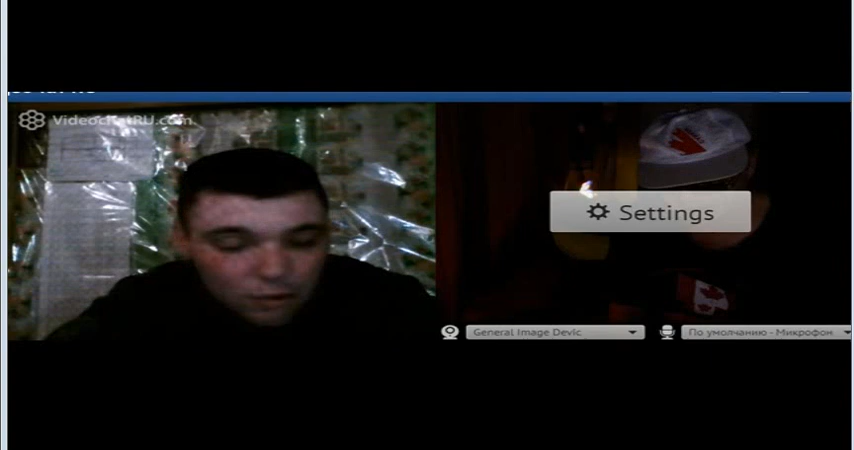 VideochatRU.com
Settings
General Image Devic
По умолчанию - Микрофон